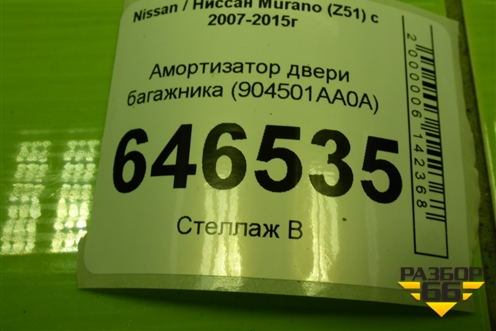 Nissan / Ниссан Murano (Z51) с
2007-2015г
Амортизатор двери
багажника (904501AA0A)
646535
Стеллаж В
2000006142368
РАЗБОР
66